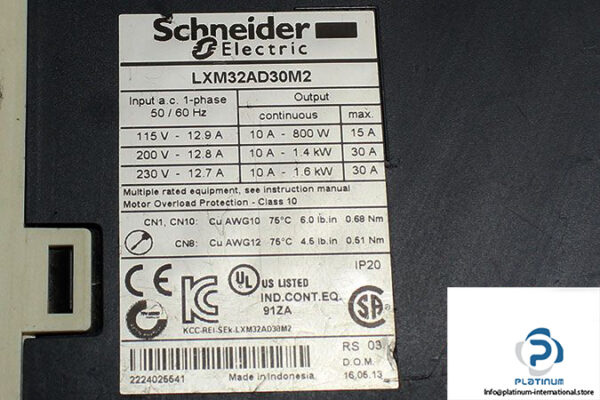 Schneider
Electric
LXM32AD30M2
Input a.c. 1-phase
50 / 60 Hz
Output
continuous
max.
115 V - 12.9 A
10 A - 800 W
15 A
200 V - 12.8 A
10 A - 1.4 kW
30 A
230 V - 12.7 A
10 A - 1.6 kW
30 A
Multiple rated equipment, see instruction manual
Motor Overload Protection - Class 10
CN1, CN10: Cu AWG10 75°C 6.0 lb.in 0.68 Nm
CN8: Cu AWG12 75°C 4.5 lb.in 0.51 Nm
IP20
CE
UL
US LISTED
IND.CONT.EQ.
91ZA
SA
KCC-REI-SEk-LXM32AD30M2
RS 03
D.O.M.
2224025541
Made in Indonesia
16.05.13
PLATINUM
Info@platinum-international.store